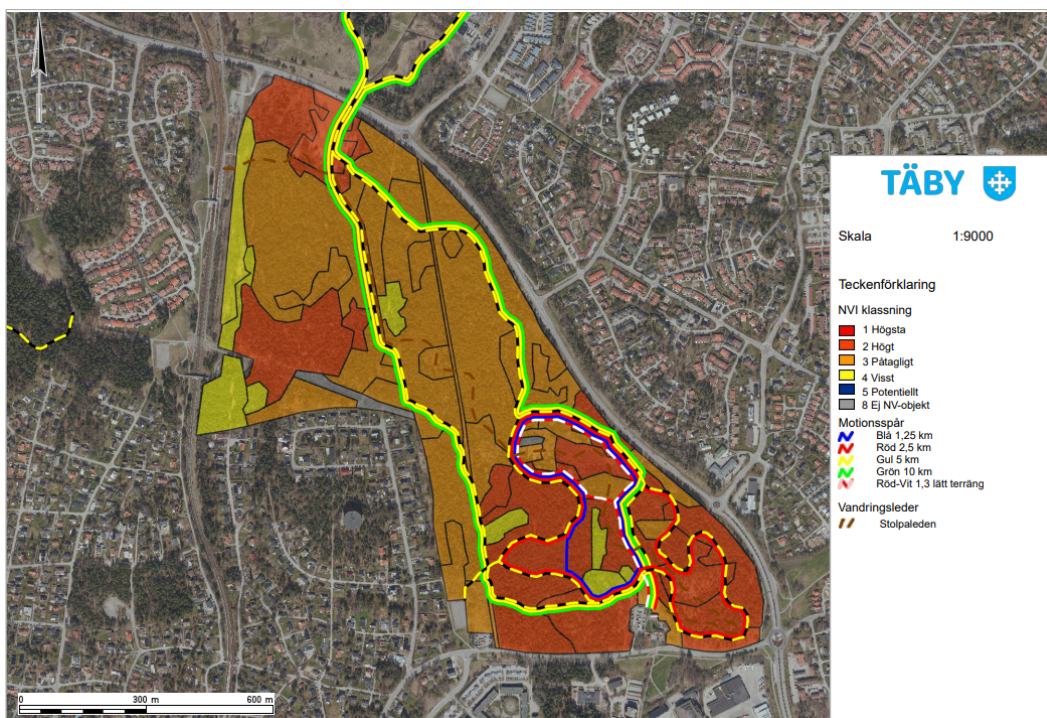 TÄBY
Skala 1:9000
Teckenförklaring
NVI klassning
1 Högsta
2 Högt
3 Påtagligt
4 Visst
5 Potentiellt
8 Ej NV-objekt
Motionsspår
Blå 1,25 km
Röd 2,5 km
Gul 5 km
Grön 10 km
Röd-Vit 1,3 lätt terräng
Vandringsleder
Stolpaleden
0 300 m 600 m